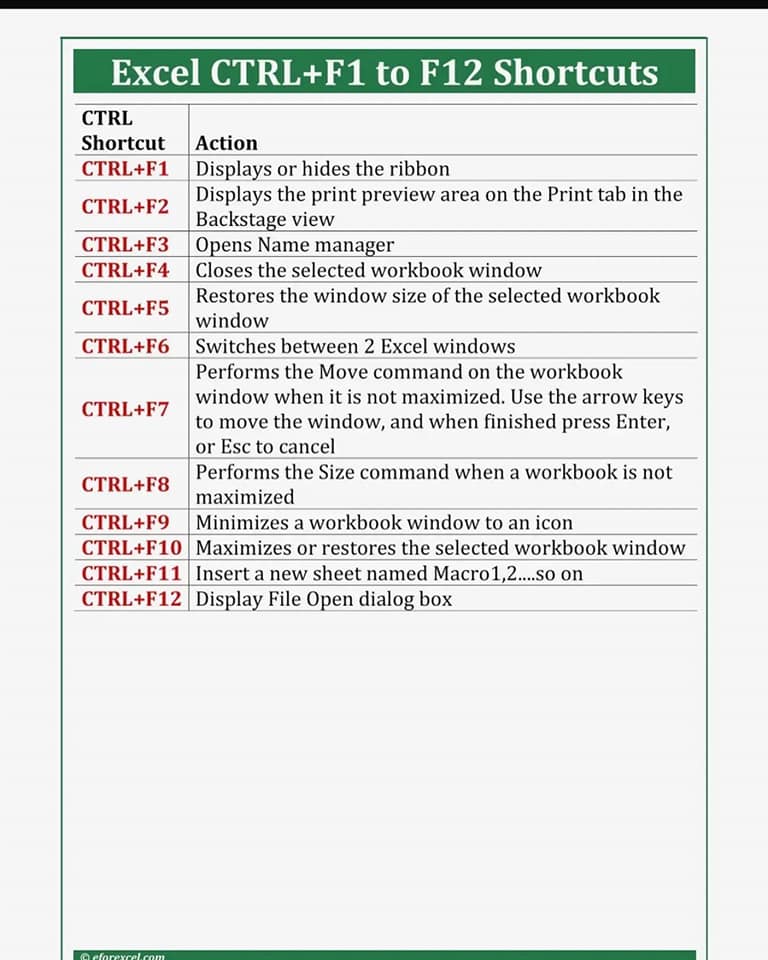 Excel CTRL+F1 to F12 Shortcuts
CTRL
Shortcut Action
CTRL+F1 Displays or hides the ribbon
CTRL+F2 Displays the print preview area on the Print tab in the
Backstage view
CTRL+F3 Opens Name manager
CTRL+F4 Closes the selected workbook window
CTRL+F5 Restores the window size of the selected workbook
window
CTRL+F6 Switches between 2 Excel windows
CTRL+F7 Performs the Move command on the workbook
window when it is not maximized. Use the arrow keys
to move the window, and when finished press Enter,
or Esc to cancel
CTRL+F8 Performs the Size command when a workbook is not
maximized
CTRL+F9 Minimizes a workbook window to an icon
CTRL+F10 Maximizes or restores the selected workbook window
CTRL+F11 Insert a new sheet named Macro1,2....so on
CTRL+F12 Display File Open dialog box
© eforexcel.com